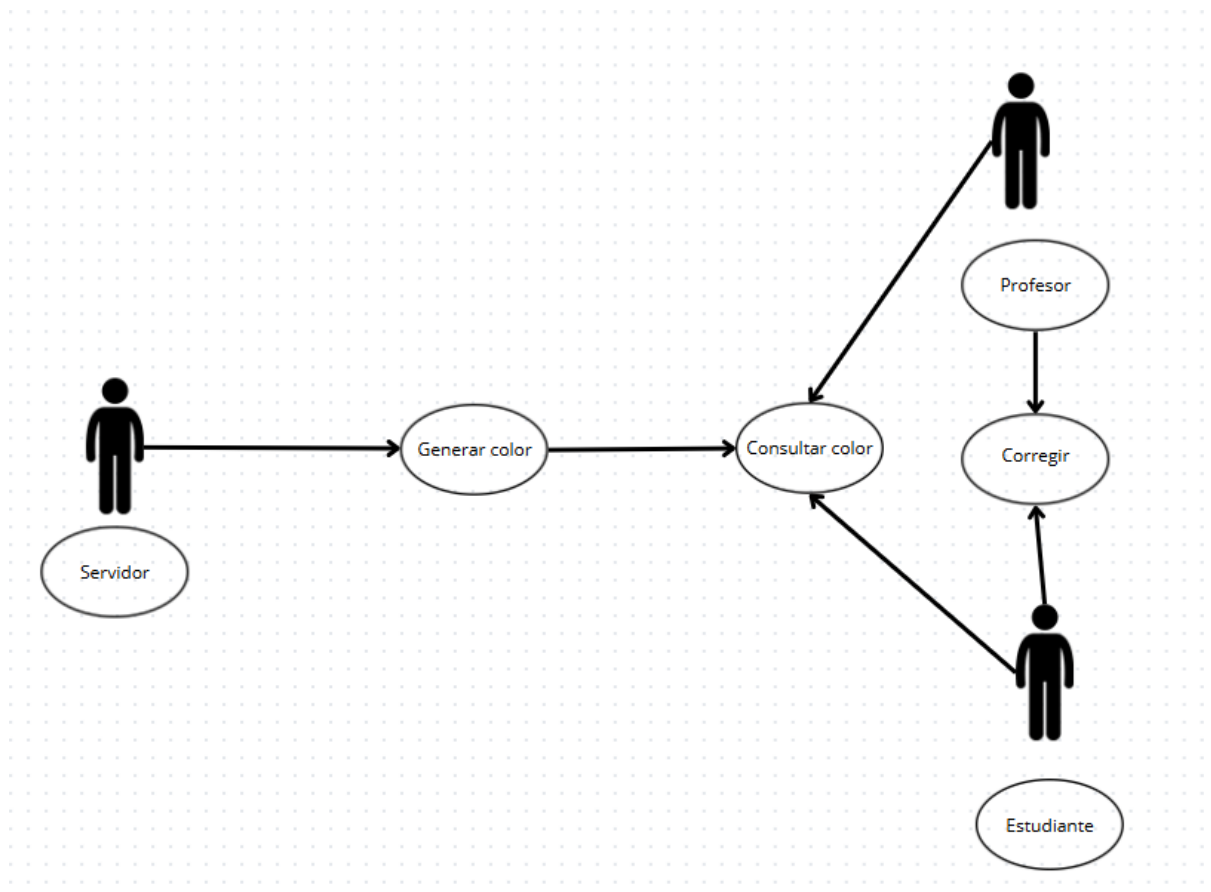 Profesor
Generar color
Consultar color
Corregir
Servidor
Estudiante